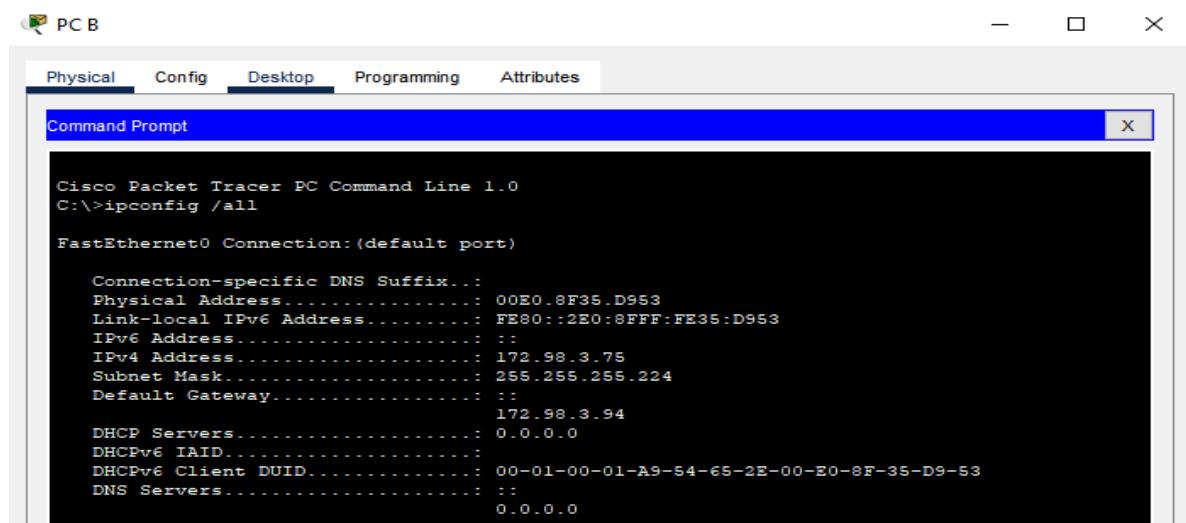 PC B
Physical Config Desktop Programming Attributes
Command Prompt X
Cisco Packet Tracer PC Command Line 1.0
C:\>ipconfig /all
FastEthernet0 Connection:(default port)
Connection-specific DNS Suffix..:
Physical Address................: 00E0.8F35.D953
Link-local IPv6 Address.........: FE80::2E0:8FFF:FE35:D953
IPv6 Address....................: ::
IPv4 Address....................: 172.98.3.75
Subnet Mask.....................: 255.255.255.224
Default Gateway.................: ::
172.98.3.94
DHCP Servers....................: 0.0.0.0
DHCPv6 IAID.....................:
DHCPv6 Client DUID..............: 00-01-00-01-A9-54-65-2E-00-E0-8F-35-D9-53
DNS Servers.....................: ::
0.0.0.0